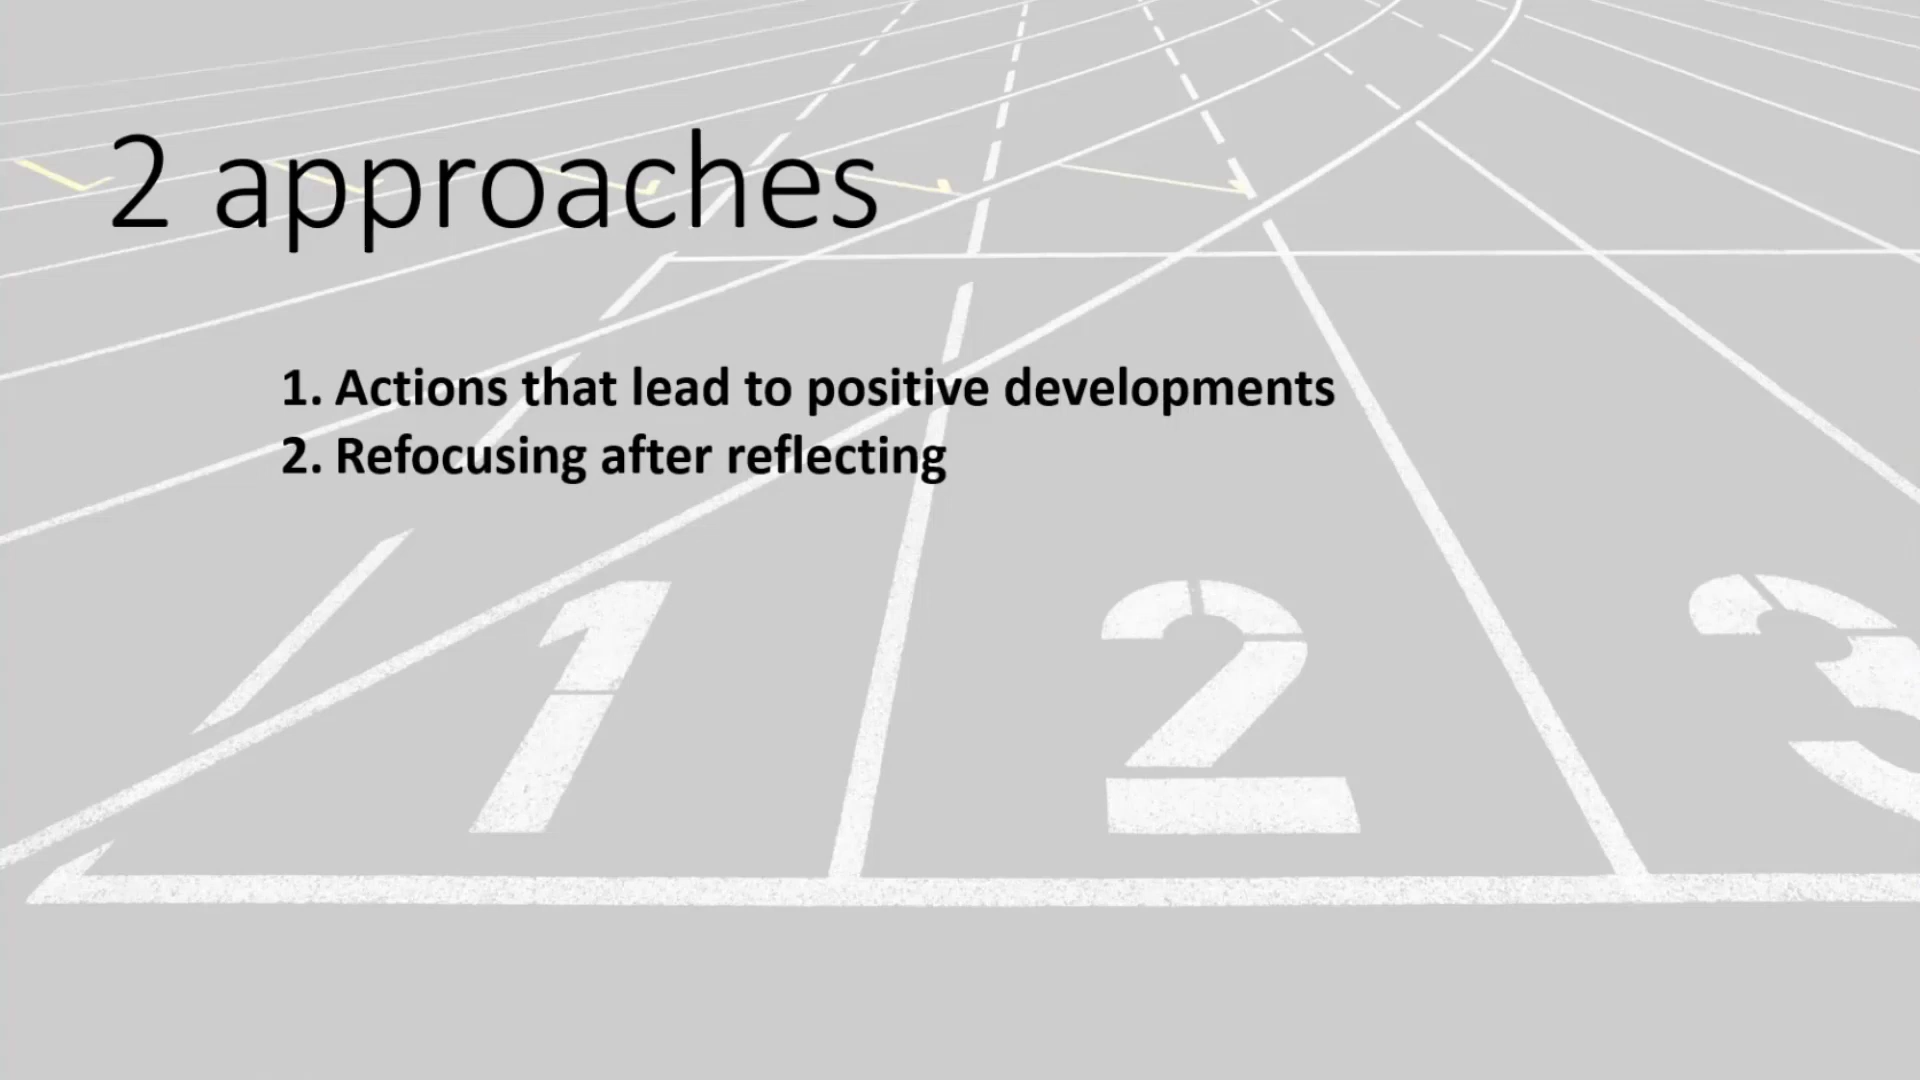 2 approaches
1. Actions that lead to positive developments
2. Refocusing after reflecting
1 2 3